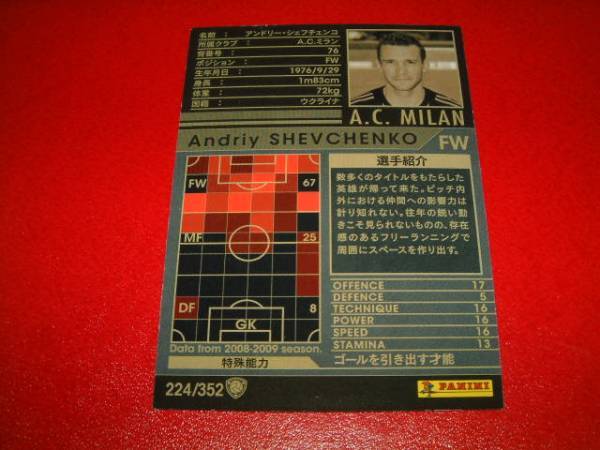 名前 : アンドリー・シェフチェンコ
所属クラブ : A.C.ミラン
背番号 : 76
ポジション : FW
生年月日 : 1976/9/29
身長 : 1m83cm
体重 : 72kg
国籍 : ウクライナ
A.C. MILAN
Andriy SHEVCHENKO FW
FW 67
MF 25
DF 8
GK
Data from 2008-2009 season.
特殊能力
選手紹介
数多くのタイトルをもたらした
英雄が帰って来た。ピッチ内
外における仲間への影響力は
計り知れない。往年の鋭い動
きこそ見られないものの、存在
感のあるフリーランニングで
周囲にスペースを作り出す。
OFFENCE 17
DEFENCE 5
TECHNIQUE 16
POWER 16
SPEED 16
STAMINA 13
ゴールを引き出す才能
224/352
PANINI